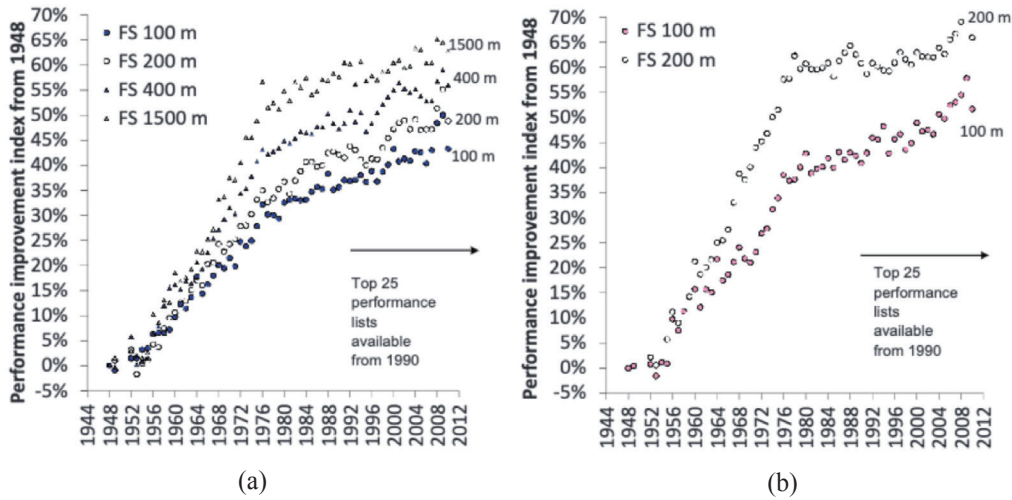 Performance improvement index from 1948
70%
65%
60%
55%
50%
45%
40%
35%
30%
25%
20%
15%
10%
5%
0%
-5%
FS 100 m
FS 200 m
FS 400 m
FS 1500 m
1500 m
400 m
200 m
100 m
Top 25
performance
lists
available
from 1990
1944
1948
1952
1956
1960
1964
1968
1972
1976
1980
1984
1988
1992
1996
2000
2004
2008
2012
(a)
Performance improvement index from 1948
70%
65%
60%
55%
50%
45%
40%
35%
30%
25%
20%
15%
10%
5%
0%
-5%
FS 100 m
FS 200 m
200 m
100 m
Top 25
performance
lists
available
from 1990
1944
1948
1952
1956
1960
1964
1968
1972
1976
1980
1984
1988
1992
1996
2000
2004
2008
2012
(b)